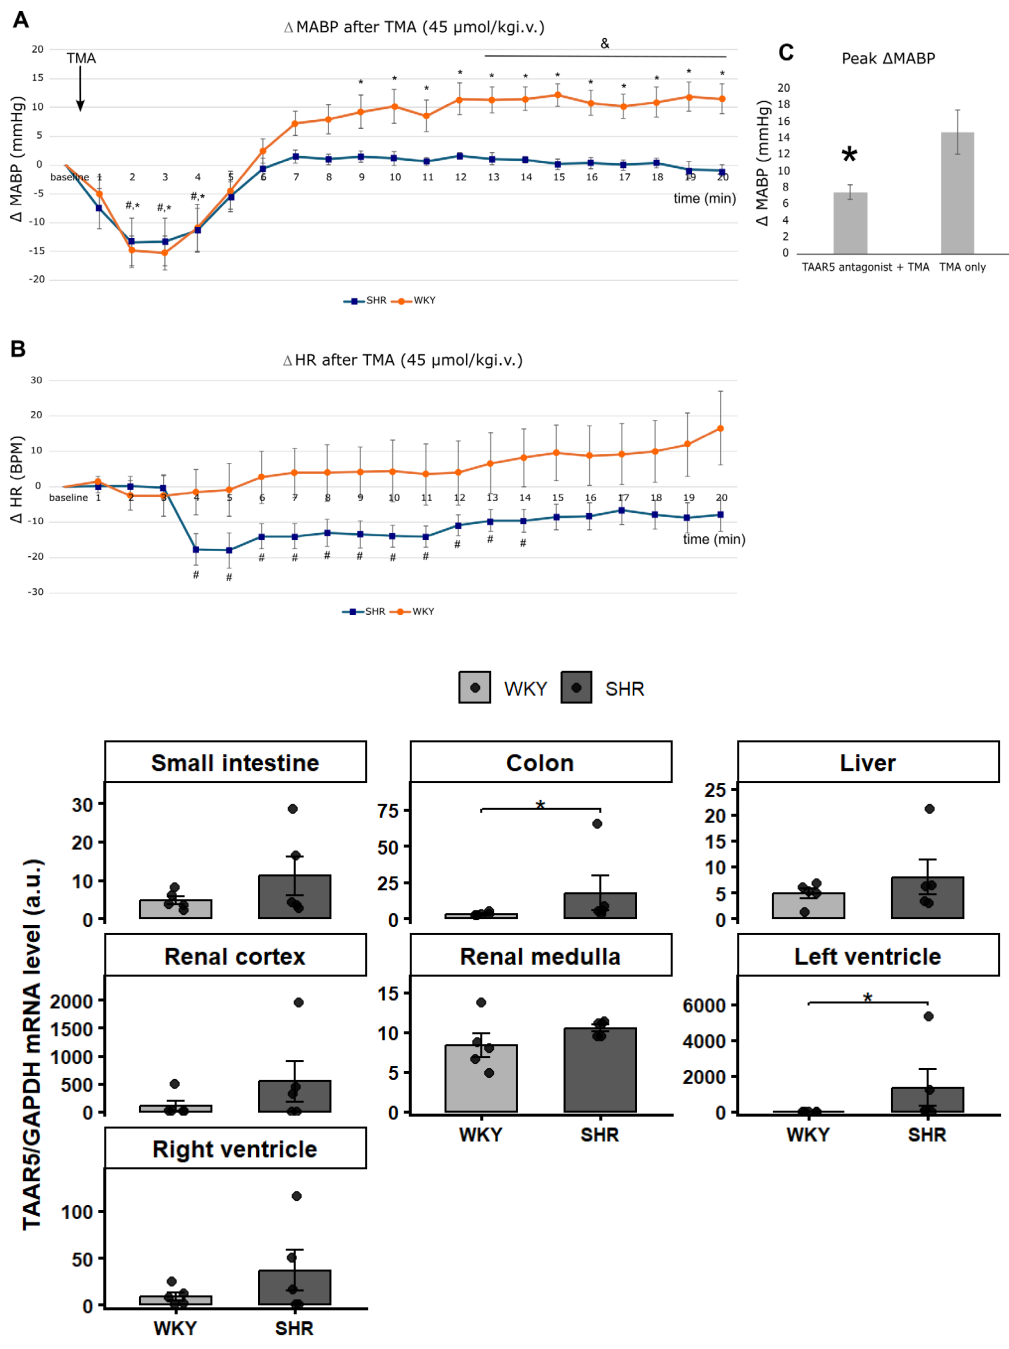 A
Δ MABP after TMA (45 μmol/kgi.v.)
&
TMA
20
15
10
5
0
-5
-10
-15
-20
Δ MABP (mmHg)
* * * * * * * * * * * *
#,* #,* #,*
baseline 1 2 3 4 5 6 7 8 9 10 11 12 13 14 15 16 17 18 19 20
time (min)
SHR WKY
C
Peak ΔMABP
Δ MABP (mmHg)
20
18
16
14
12
10
8
6
4
2
0
*
TAAR5 antagonist + TMA TMA only
B
Δ HR after TMA (45 μmol/kgi.v.)
Δ HR (BPM)
30
20
10
0
-10
-20
-30
baseline 1 2 3 4 5 6 7 8 9 10 11 12 13 14 15 16 17 18 19 20
time (min)
# # # # # # # # # # #
SHR WKY
WKY SHR
TAAR5/GAPDH mRNA level (a.u.)
Small intestine
30
20
10
0
Colon
75
50
25
0
*
Liver
25
20
15
10
5
0
Renal cortex
2000
1500
1000
500
0
Renal medulla
15
10
5
0
WKY SHR
Left ventricle
6000
4000
2000
0
*
WKY SHR
Right ventricle
100
50
0
WKY SHR